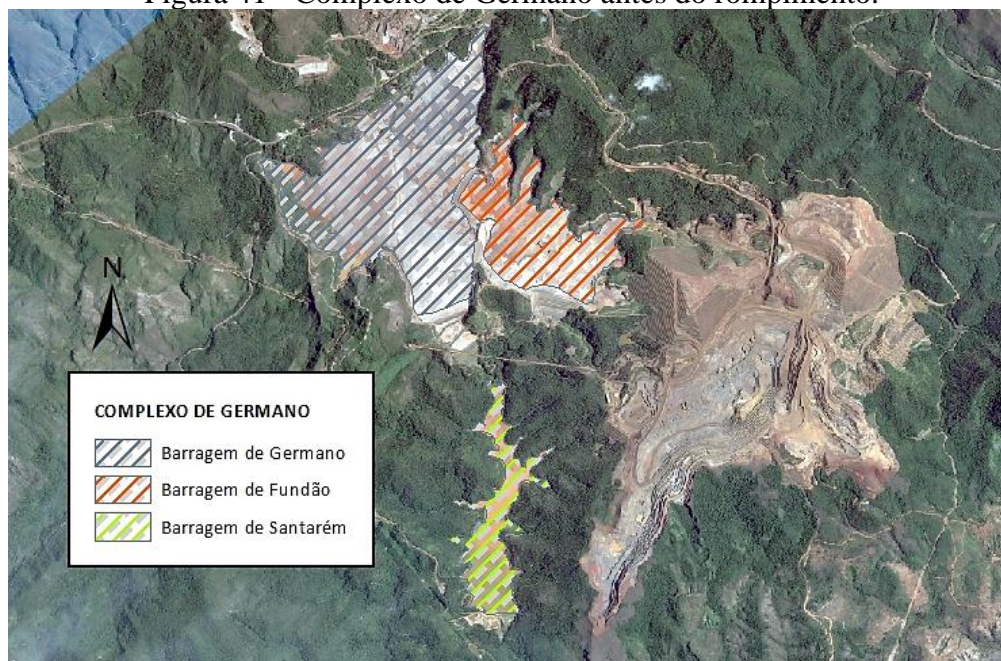 Figura 41 - Complexo de Germano antes do rompimento.
N
COMPLEXO DE GERMANO
Barragem de Germano
Barragem de Fundão
Barragem de Santarém